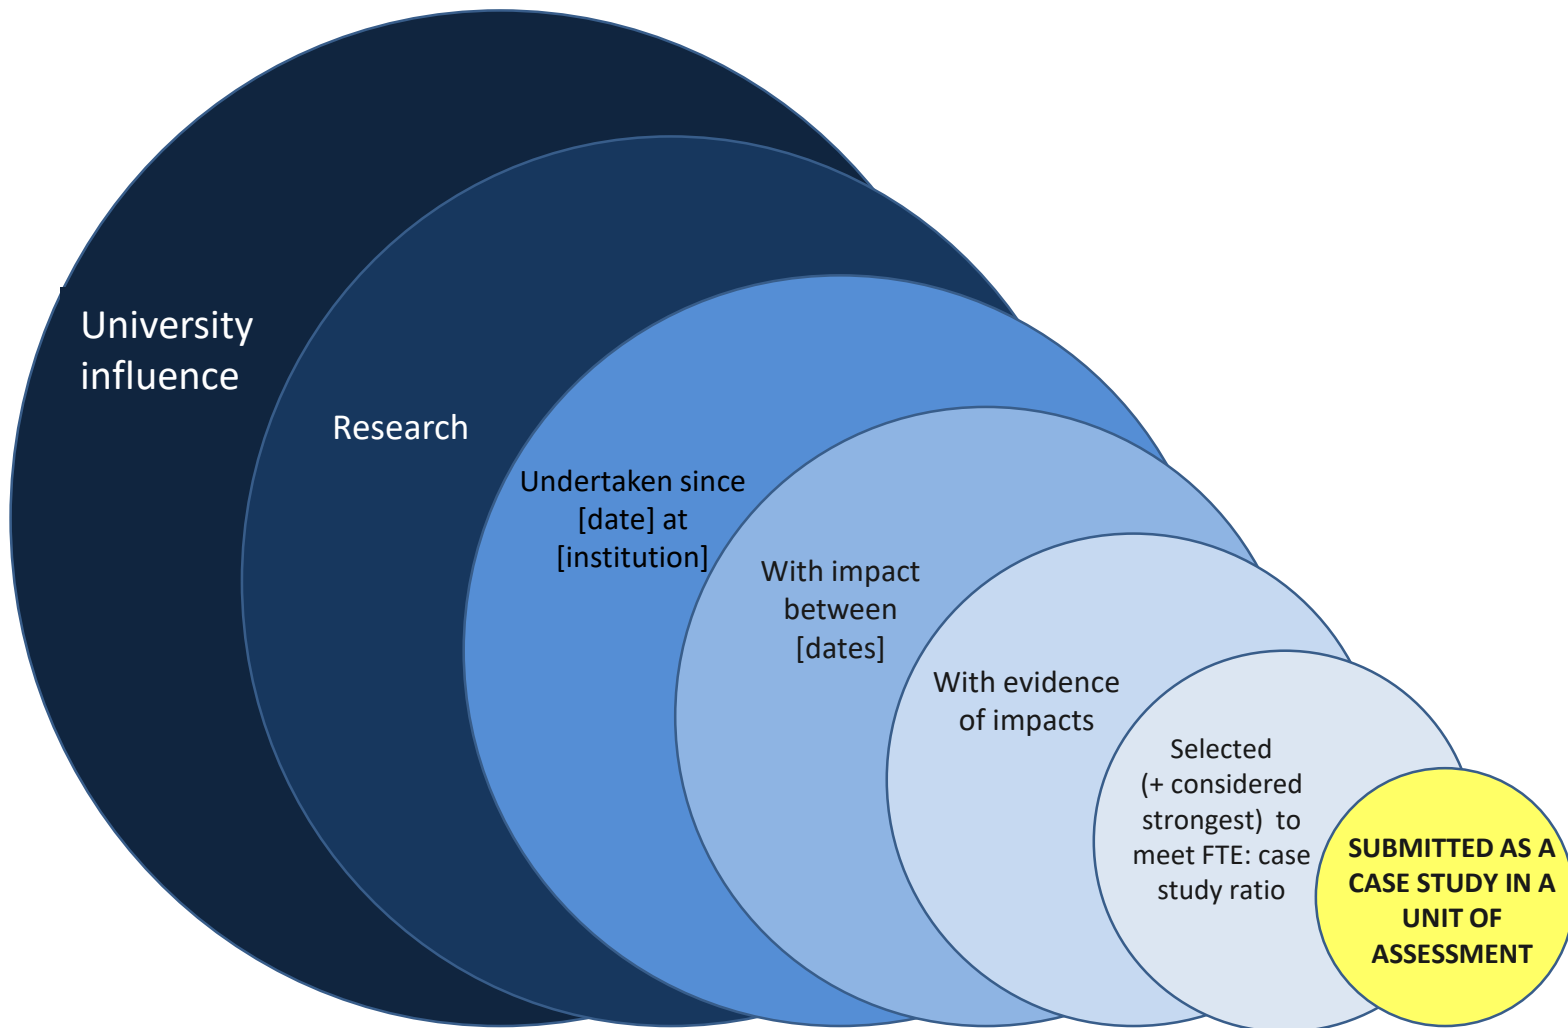 University
influence
Research
Undertaken since
[date] at
[institution]
With impact
between
[dates]
With evidence
of impacts
Selected
(+ considered
strongest) to
meet FTE: case
study ratio
SUBMITTED AS A
CASE STUDY IN A
UNIT OF
ASSESSMENT